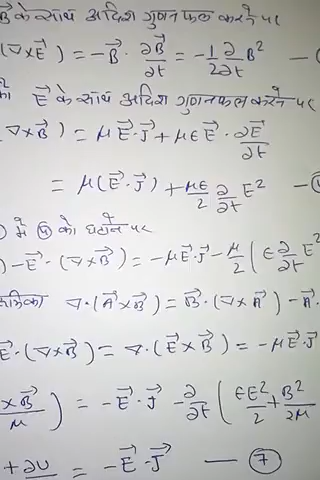 B⃗ के साथ अदिश गुणनफल करने पर
(∇×E⃗) = −B⃗ · ∂B⃗/∂t = −1/2 ∂/∂t B² —
का E⃗ के साथ अदिश गुणनफल करने पर
∇×B⃗) = μE⃗·J⃗ + μϵE⃗ · ∂E⃗/∂t
= μ(E⃗·J⃗) + μϵ/2 ∂/∂t E² —
) में से को घटाने पर
) − E⃗ · (∇×B⃗) = −μE⃗·J⃗ − μ/2 (ϵ ∂/∂t E²
∇·(A⃗×B⃗) = B⃗·(∇×A⃗) − A⃗·
E⃗·(∇×B⃗) = ∇·(E⃗×B⃗) = −μE⃗·J⃗
×B⃗/μ) = −E⃗·J⃗ − ∂/∂t (ϵE²/2 + B²/2μ
+ ∂U = −E⃗·J⃗ — ⑦